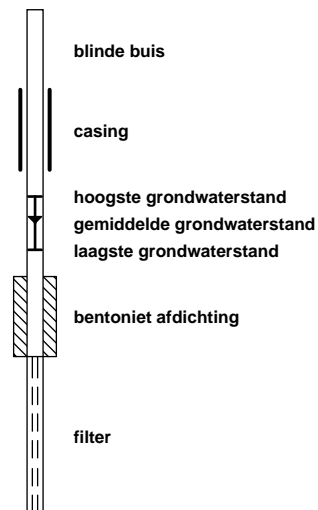 blinde buis
casing
hoogste grondwaterstand
gemiddelde grondwaterstand
laagste grondwaterstand
bentoniet afdichting
filter